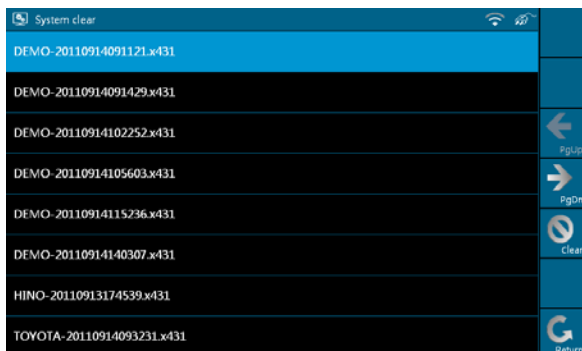 System clear
DEMO-20110914091121.x431
DEMO-20110914091429.x431
DEMO-20110914102252.x431
PgUp
DEMO-20110914105603.x431
PgDn
DEMO-20110914115236.x431
Clear
DEMO-20110914140307.x431
HINO-20110913174539.x431
TOYOTA-20110914093231.x431
Return